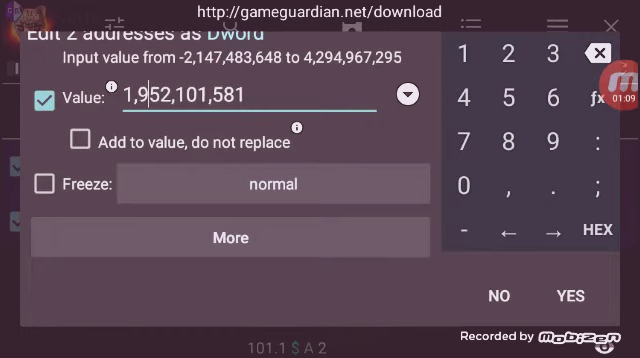 http://gameguardian.net/download
Edit 2 addresses as Dword
Input value from -2,147,483,648 to 4,294,967,295
Value: 1,952,101,581
Add to value, do not replace
Freeze: normal
More
NO YES
1 2 3
4 5 6 fx
7 8 9 :
0 , . ;
- ← → HEX
01:09
Recorded by Mobizen
101.1 $ A 2